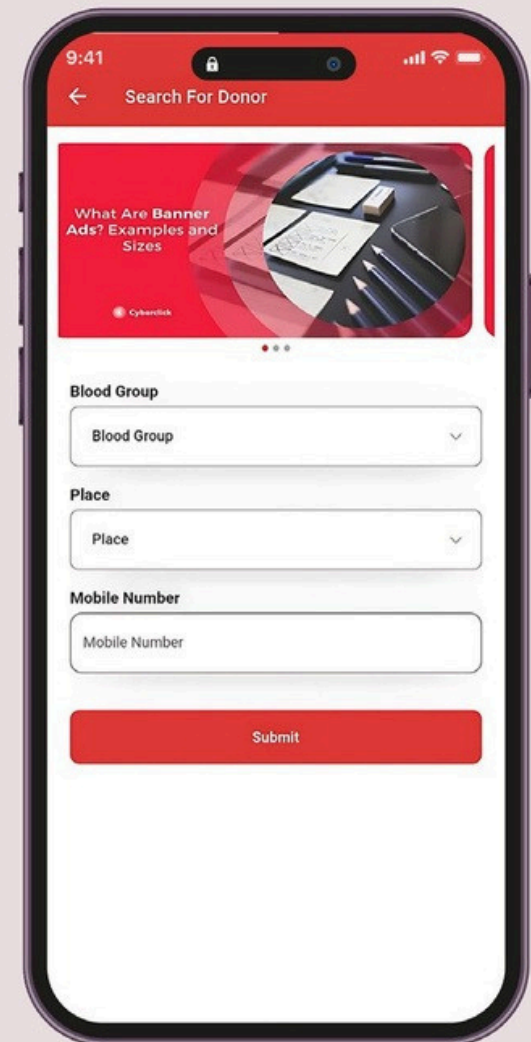 9:41
Search For Donor
What Are Banner
Ads? Examples and
Sizes
Cyberclick
Blood Group
Blood Group
Place
Place
Mobile Number
Mobile Number
Submit